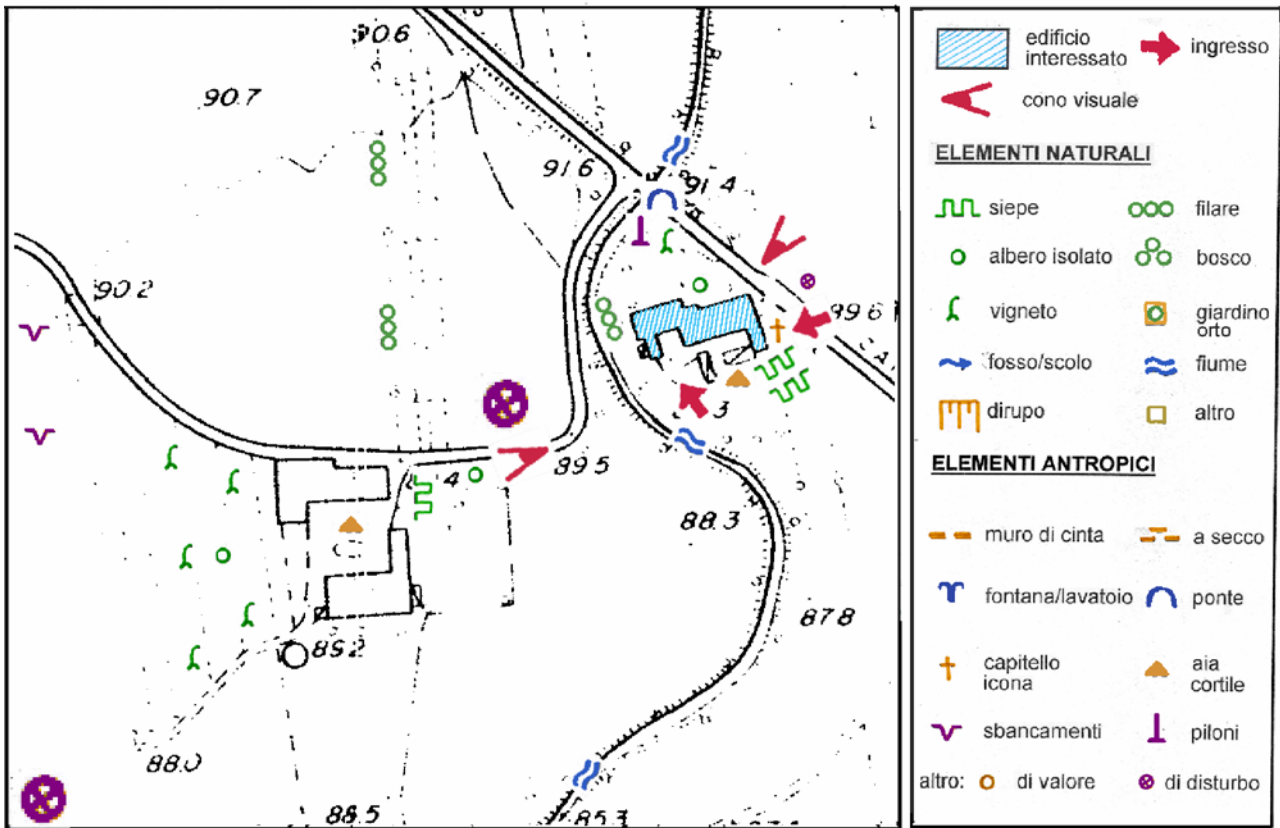 90.6
90.7
91.6
91.4
90.2
89.6
3
89.5
4
88.3
87.8
89.2
88.0
88.5
85.3
edificio
interessato
ingresso
cono visuale
ELEMENTI NATURALI
siepe
filare
albero isolato
bosco
vigneto
giardino
orto
fosso/scolo
fiume
dirupo
altro
ELEMENTI ANTROPICI
muro di cinta
a secco
fontana/lavatoio
ponte
capitello
icona
aia
cortile
sbancamenti
piloni
altro:
di valore
di disturbo